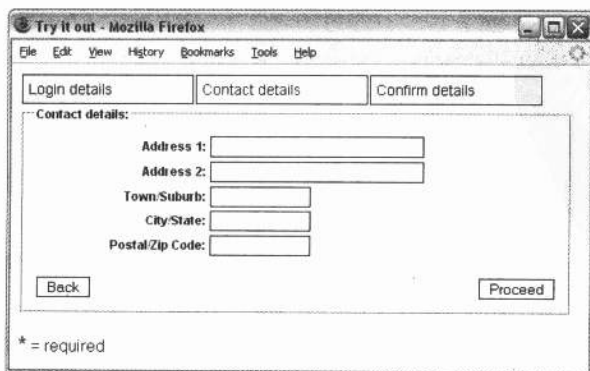 Try it out - Mozilla Firefox
File Edit View History Bookmarks Tools Help
Login details Contact details Confirm details
Contact details:
Address 1:
Address 2:
Town/Suburb:
City/State:
Postal/Zip Code:
Back Proceed
* = required